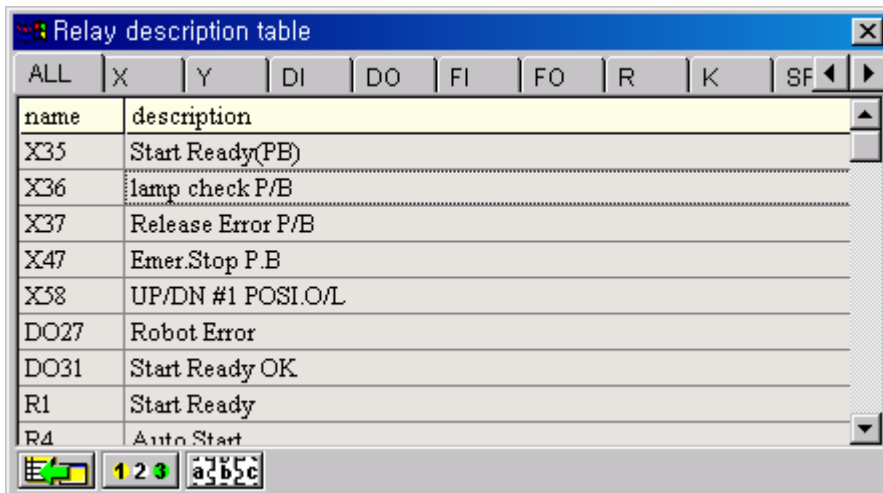 Relay description table
ALL X Y DI DO FI FO R K SF
name description
X35 Start Ready(PB)
X36 lamp check P/B
X37 Release Error P/B
X47 Emer.Stop P.B
X58 UP/DN #1 POSI.O/L
DO27 Robot Error
DO31 Start Ready OK
R1 Start Ready
R4 Auto Start
1 2 3 a b c